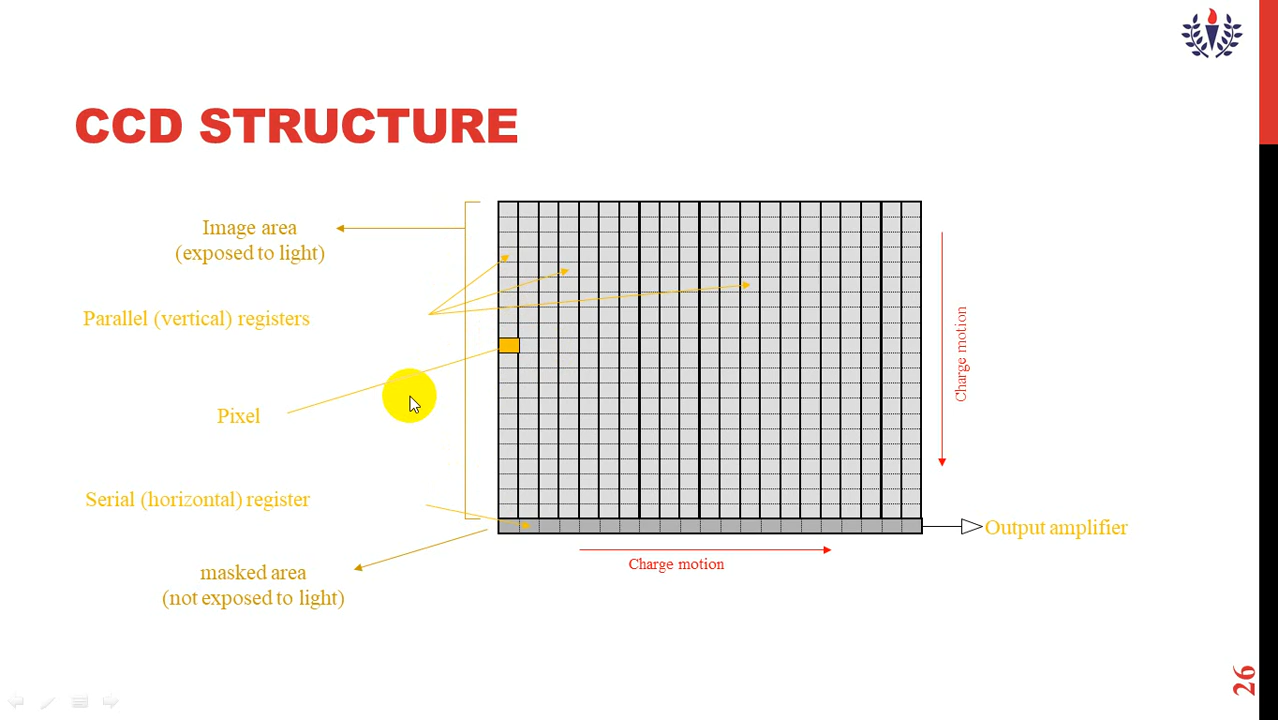 CCD STRUCTURE
Image area
(exposed to light)
Parallel (vertical) registers
Charge motion
Pixel
Serial (horizontal) register
Output amplifier
Charge motion
masked area
(not exposed to light)
26